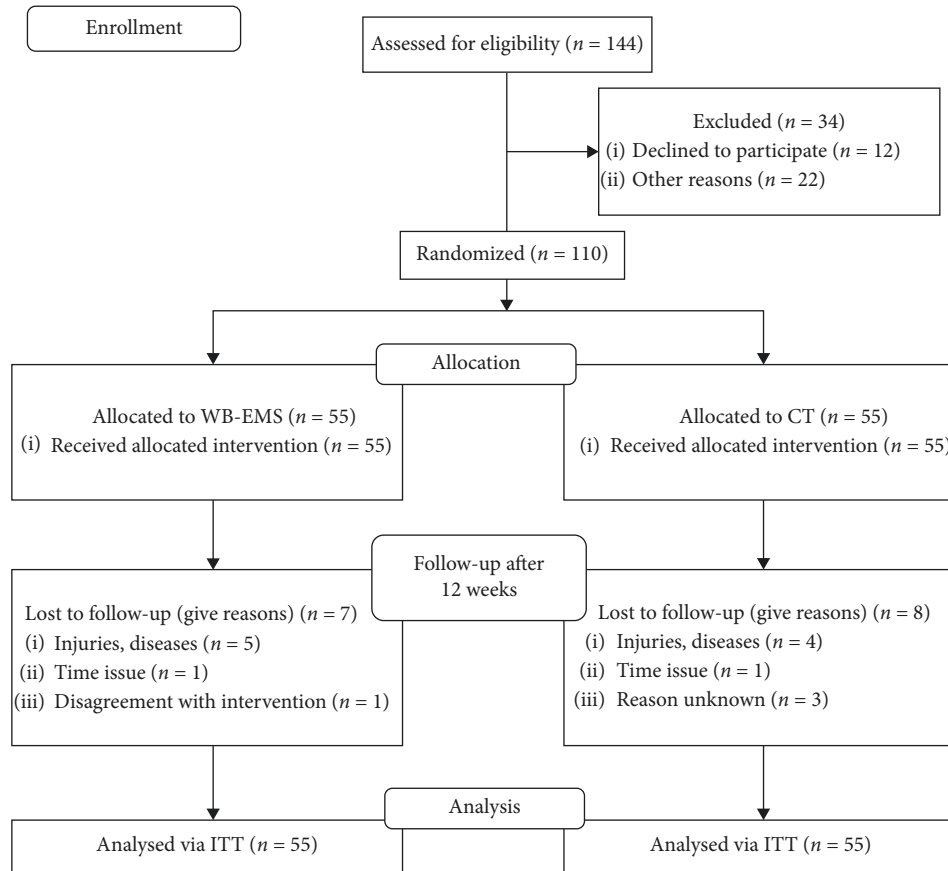 Enrollment
Assessed for eligibility (n = 144)
Excluded (n = 34)
(i) Declined to participate (n = 12)
(ii) Other reasons (n = 22)
Randomized (n = 110)
Allocation
Allocated to WB-EMS (n = 55)
(i) Received allocated intervention (n = 55)
Allocated to CT (n = 55)
(i) Received allocated intervention (n = 55)
Follow-up after
12 weeks
Lost to follow-up (give reasons) (n = 7)
(i) Injuries, diseases (n = 5)
(ii) Time issue (n = 1)
(iii) Disagreement with intervention (n = 1)
Lost to follow-up (give reasons) (n = 8)
(i) Injuries, diseases (n = 4)
(ii) Time issue (n = 1)
(iii) Reason unknown (n = 3)
Analysis
Analysed via ITT (n = 55)
Analysed via ITT (n = 55)